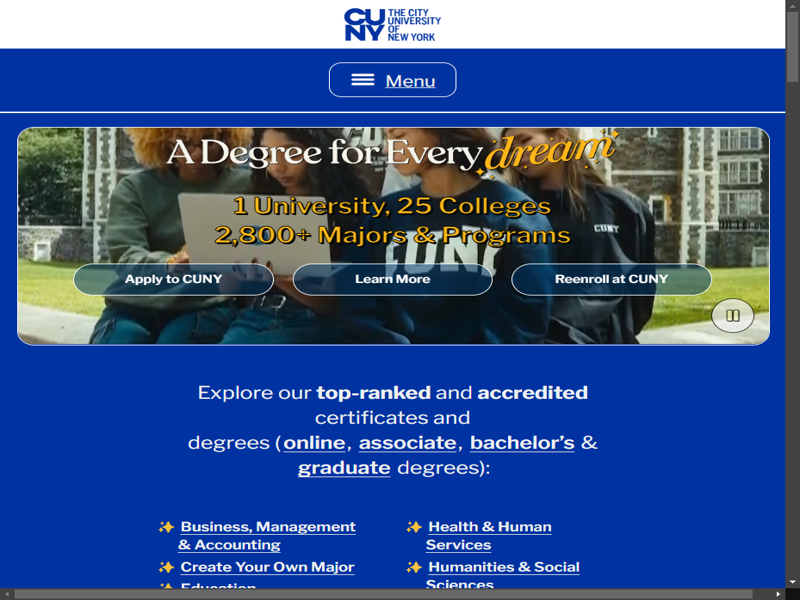 CUNY THE CITY UNIVERSITY OF NEW YORK
Menu
A Degree for Every dream
1 University, 25 Colleges
2,800+ Majors & Programs
Apply to CUNY
Learn More
Reenroll at CUNY
CUNY
CUNY
Explore our top-ranked and accredited
certificates and
degrees (online, associate, bachelor's &
graduate degrees):
Business, Management
& Accounting
Create Your Own Major
Education
Health & Human
Services
Humanities & Social
Sciences